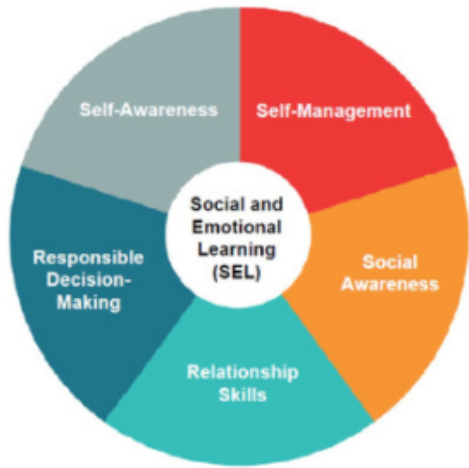 Self-Awareness
Self-Management
Social and
Emotional
Learning
(SEL)
Responsible
Decision-
Making
Social
Awareness
Relationship
Skills